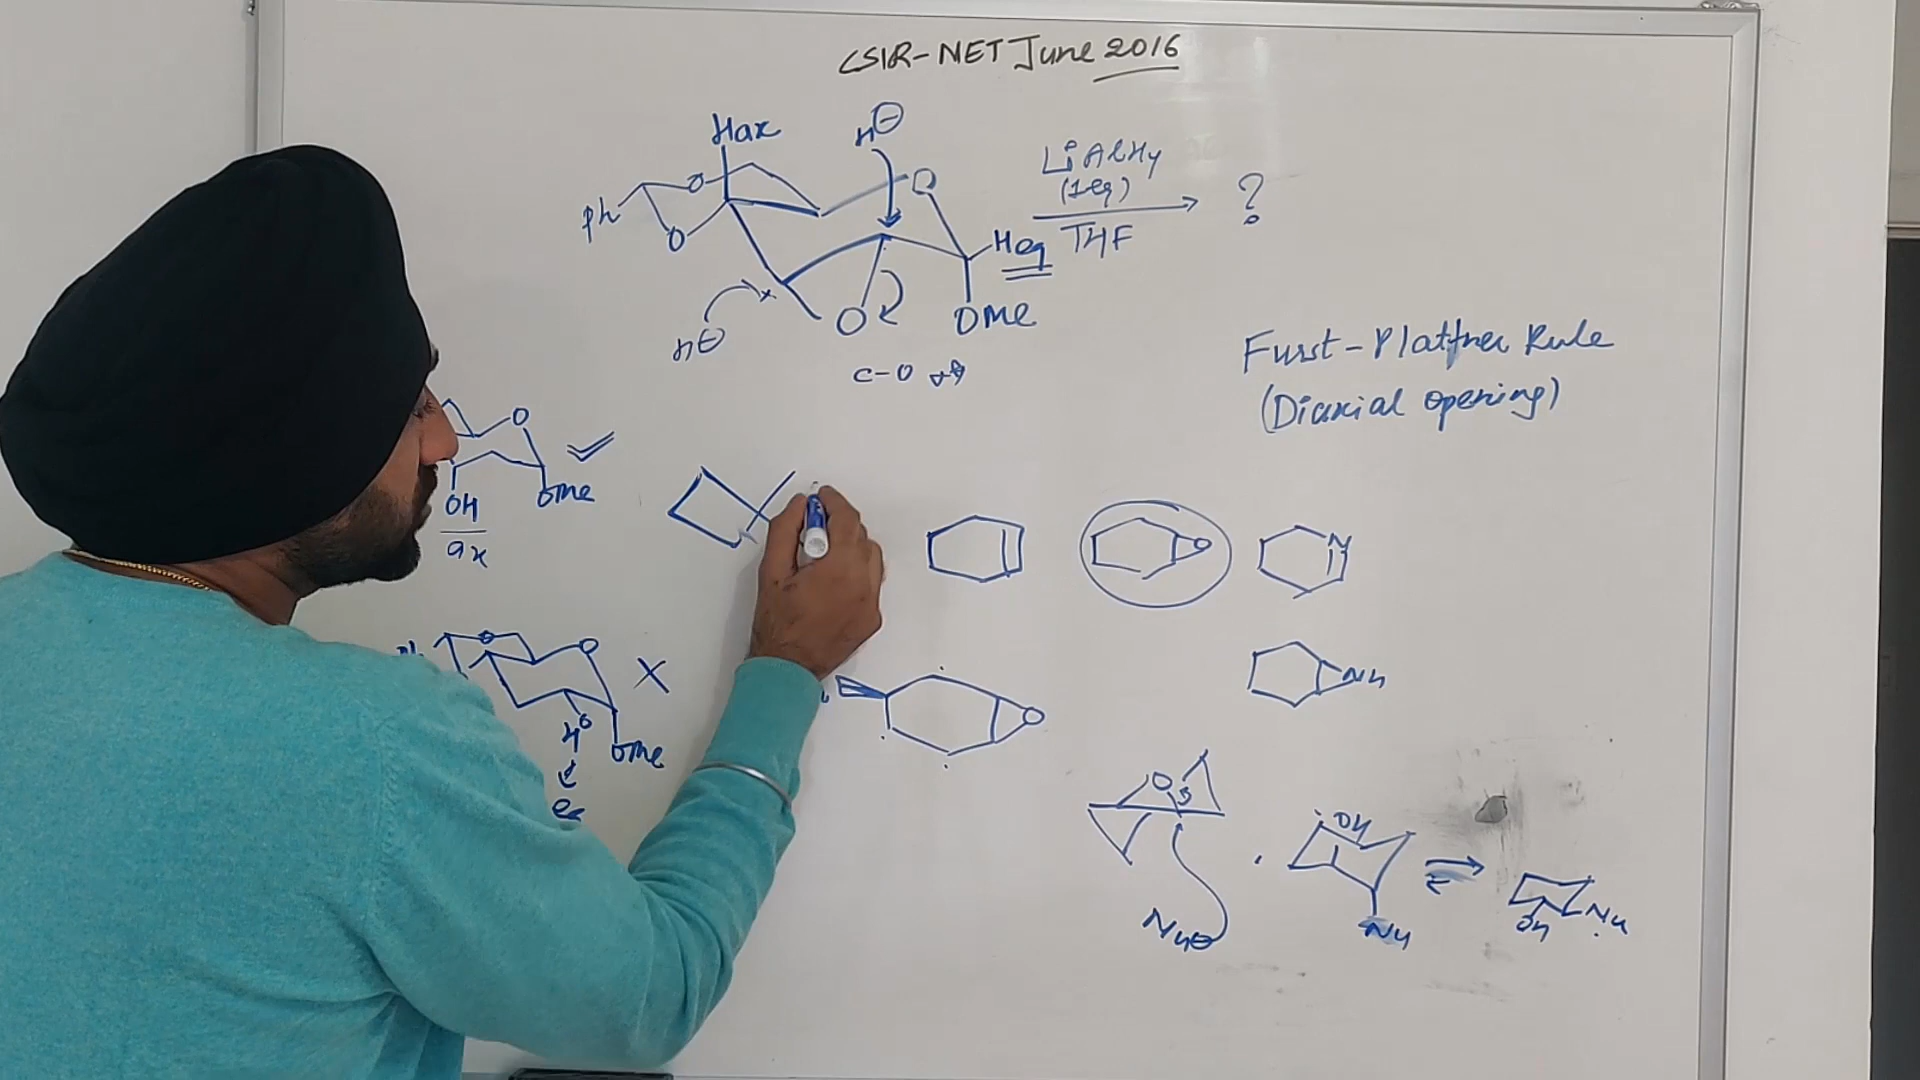 CSIR-NET June 2016
Hax
H⊖
LiAlH4
(1eq)
THF
?
Ph
O
O
O
Heq
O
OMe
H⊖
x
C-O
Furst-Plattner Rule
(Diaxial opening)
O
OH
OMe
ax
O
N
O
O
X
OMe
NH
O
O
Nu⊖
OH
Nu
OH
Nu